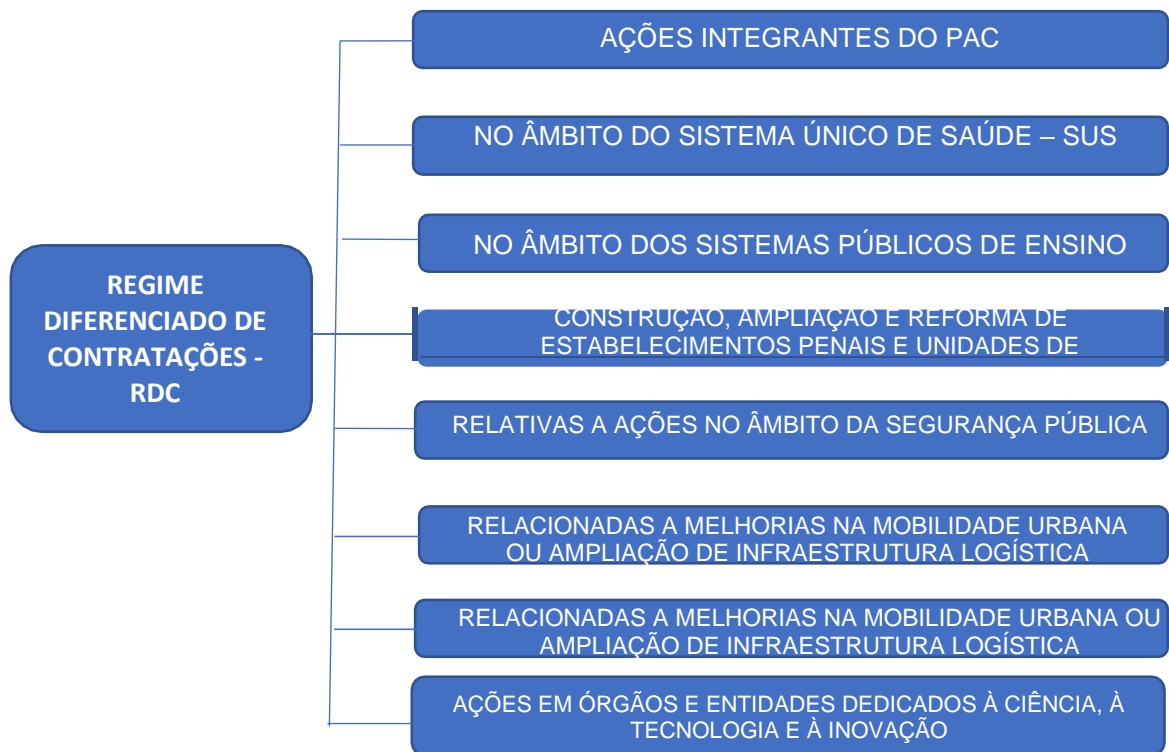 AÇÕES INTEGRANTES DO PAC
NO ÂMBITO DO SISTEMA ÚNICO DE SAÚDE – SUS
NO ÂMBITO DOS SISTEMAS PÚBLICOS DE ENSINO
REGIME
DIFERENCIADO DE
CONTRATAÇÕES -
RDC
CONSTRUÇÃO, AMPLIAÇÃO E REFORMA DE
ESTABELECIMENTOS PENAIS E UNIDADES DE
RELATIVAS A AÇÕES NO ÂMBITO DA SEGURANÇA PÚBLICA
RELACIONADAS A MELHORIAS NA MOBILIDADE URBANA
OU AMPLIAÇÃO DE INFRAESTRUTURA LOGÍSTICA
RELACIONADAS A MELHORIAS NA MOBILIDADE URBANA OU
AMPLIAÇÃO DE INFRAESTRUTURA LOGÍSTICA
AÇÕES EM ÓRGÃOS E ENTIDADES DEDICADOS À CIÊNCIA, À
TECNOLOGIA E À INOVAÇÃO